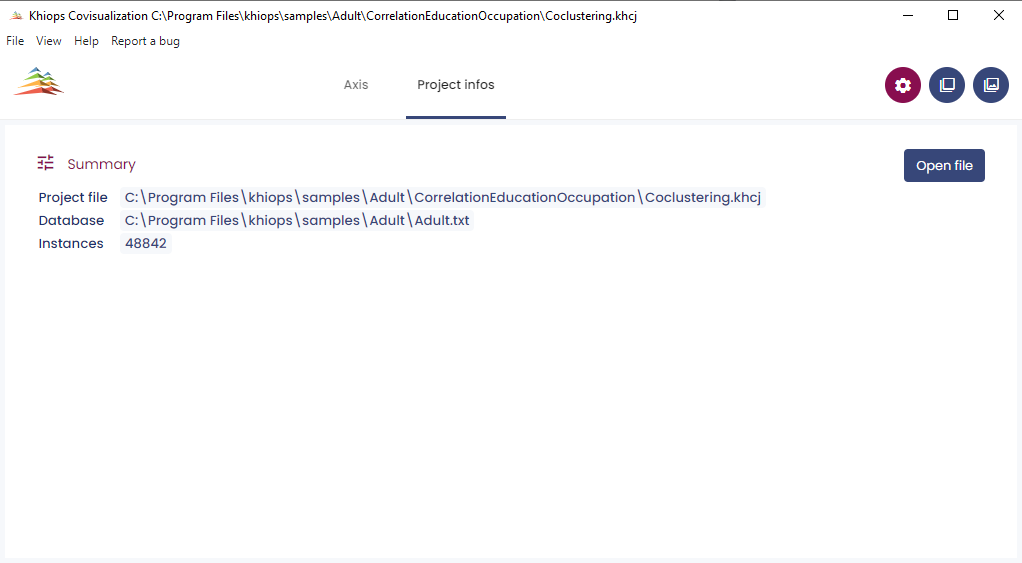 Khiops Covisualization C:\Program Files\khiops\samples\Adult\CorrelationEducationOccupation\Coclustering.khcj
File View Help Report a bug
Axis Project infos
Summary
Open file
Project file C:\Program Files\khiops\samples\Adult\CorrelationEducationOccupation\Coclustering.khcj
Database C:\Program Files\khiops\samples\Adult\Adult.txt
Instances 48842